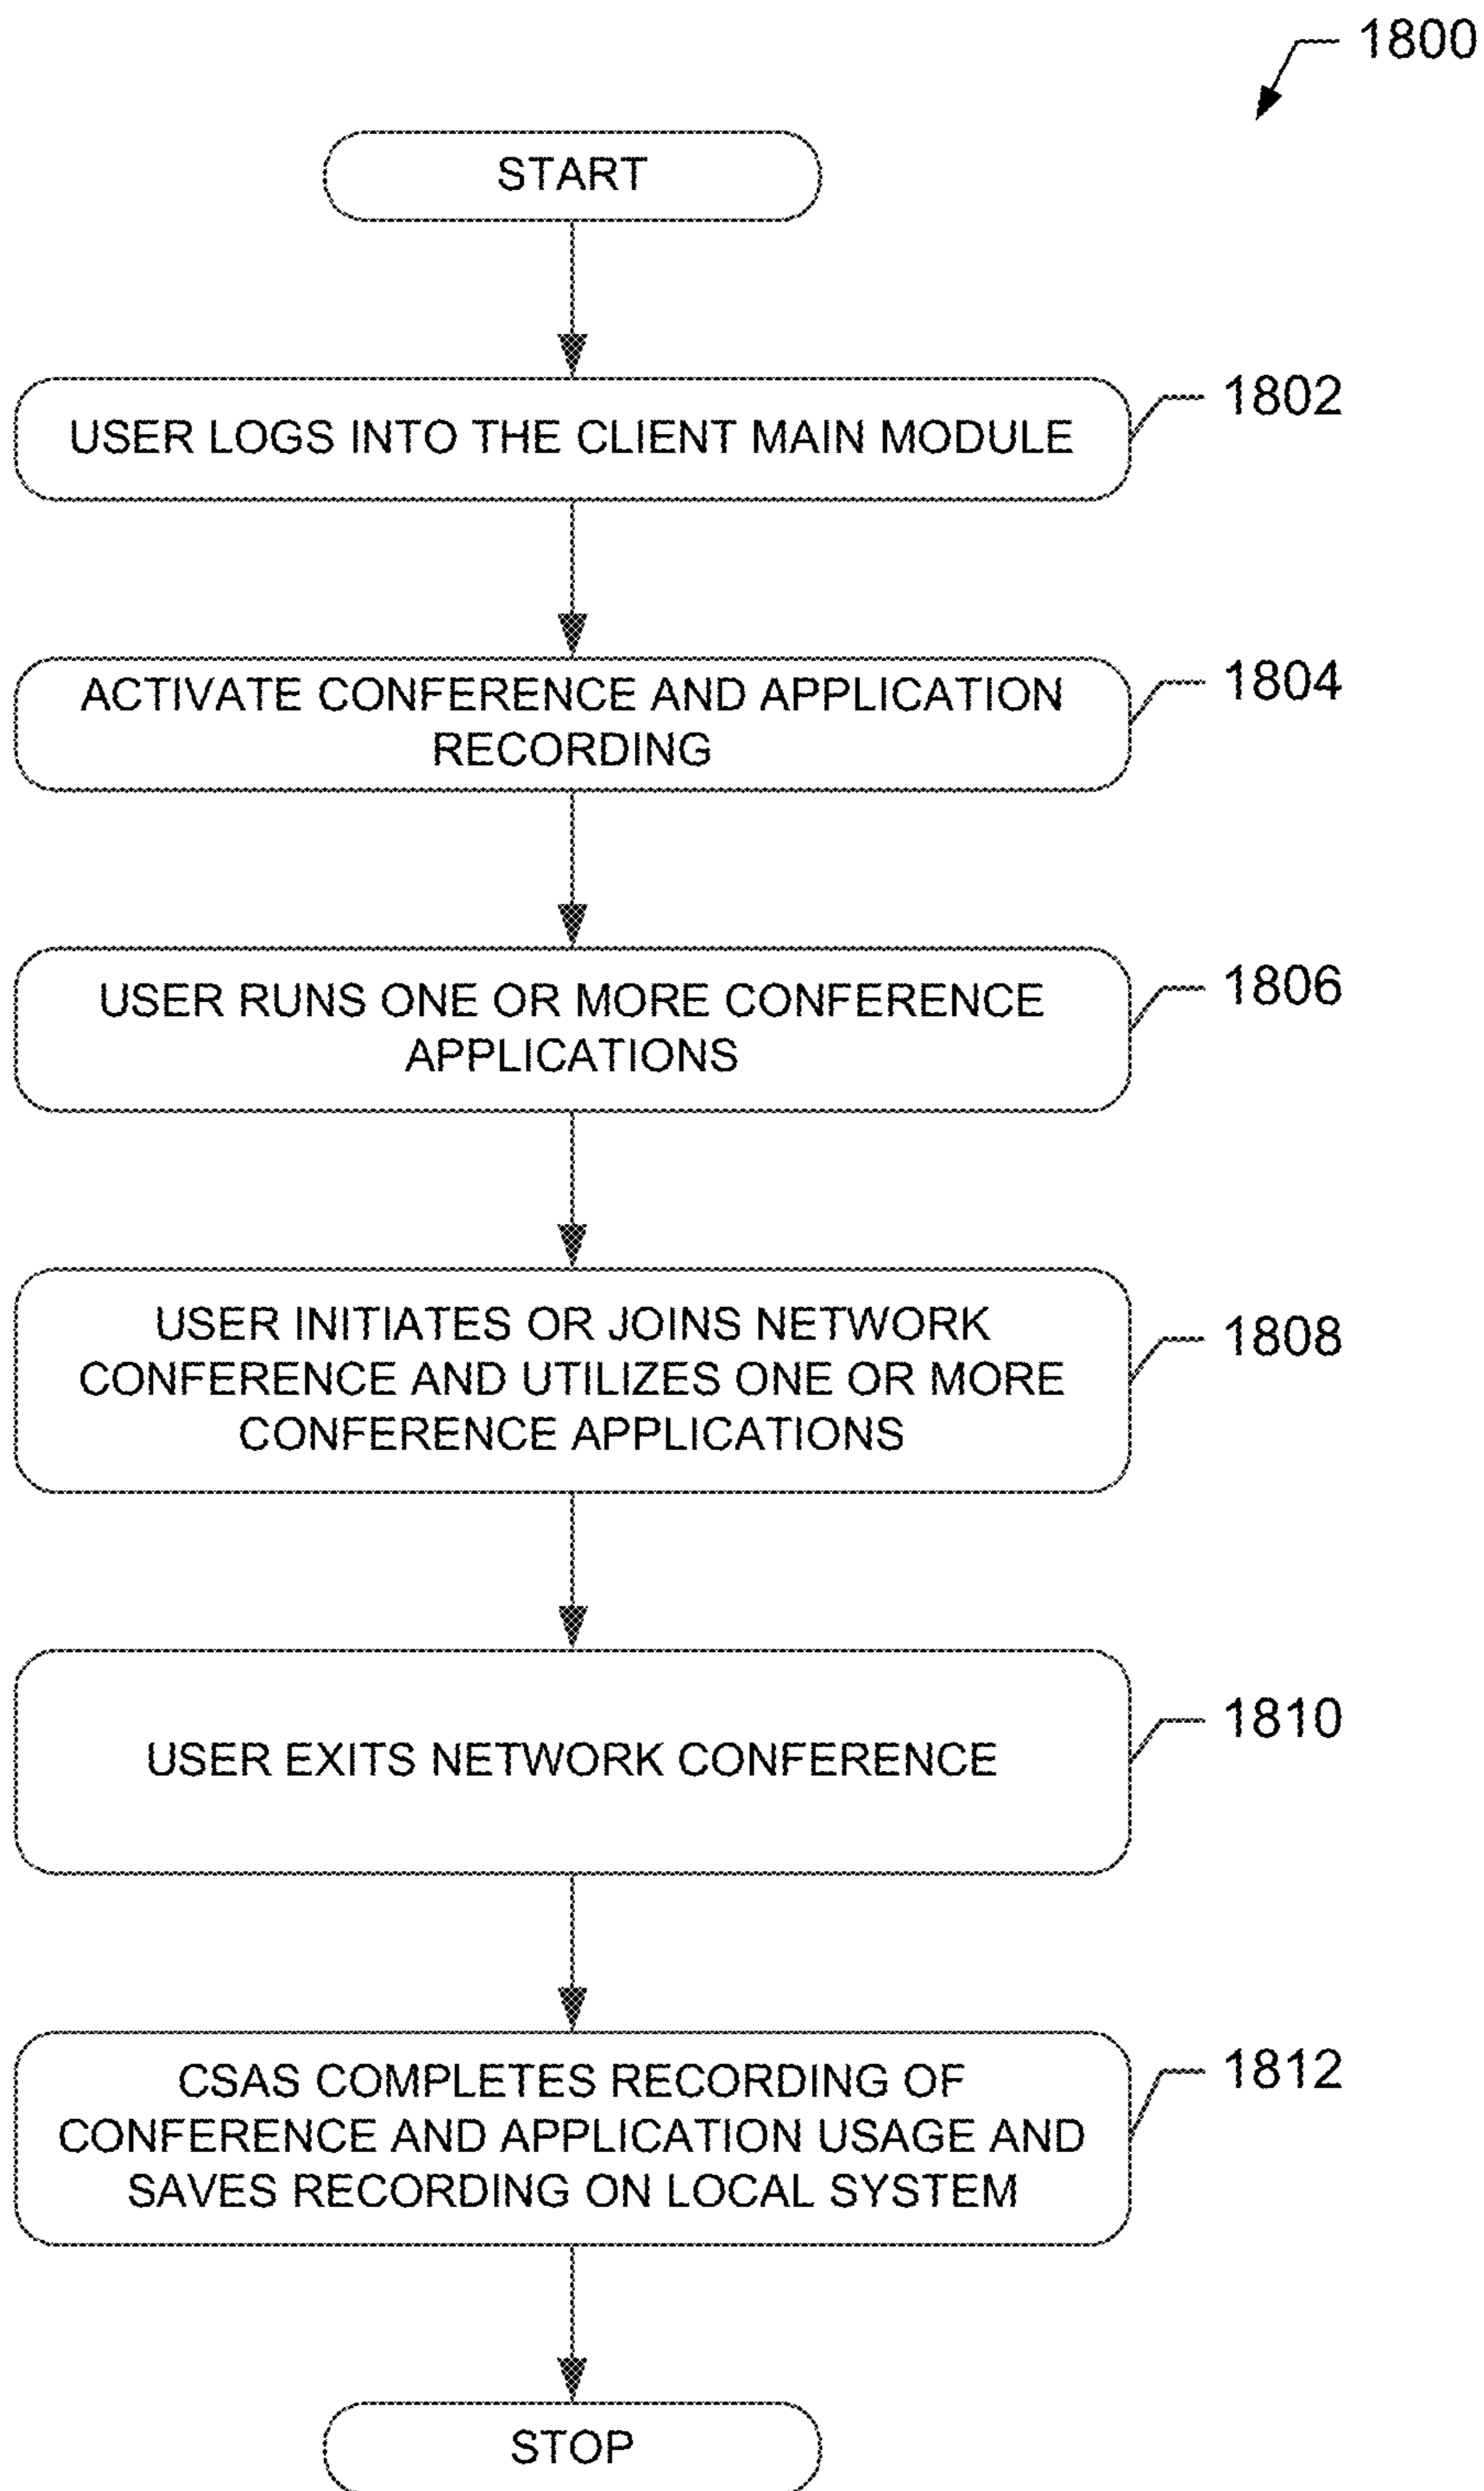 1800
START
USER LOGS INTO THE CLIENT MAIN MODULE
1802
ACTIVATE CONFERENCE AND APPLICATION
RECORDING
1804
USER RUNS ONE OR MORE CONFERENCE
APPLICATIONS
1806
USER INITIATES OR JOINS NETWORK
CONFERENCE AND UTILIZES ONE OR MORE
CONFERENCE APPLICATIONS
1808
USER EXITS NETWORK CONFERENCE
1810
CSAS COMPLETES RECORDING OF
CONFERENCE AND APPLICATION USAGE AND
SAVES RECORDING ON LOCAL SYSTEM
1812
STOP